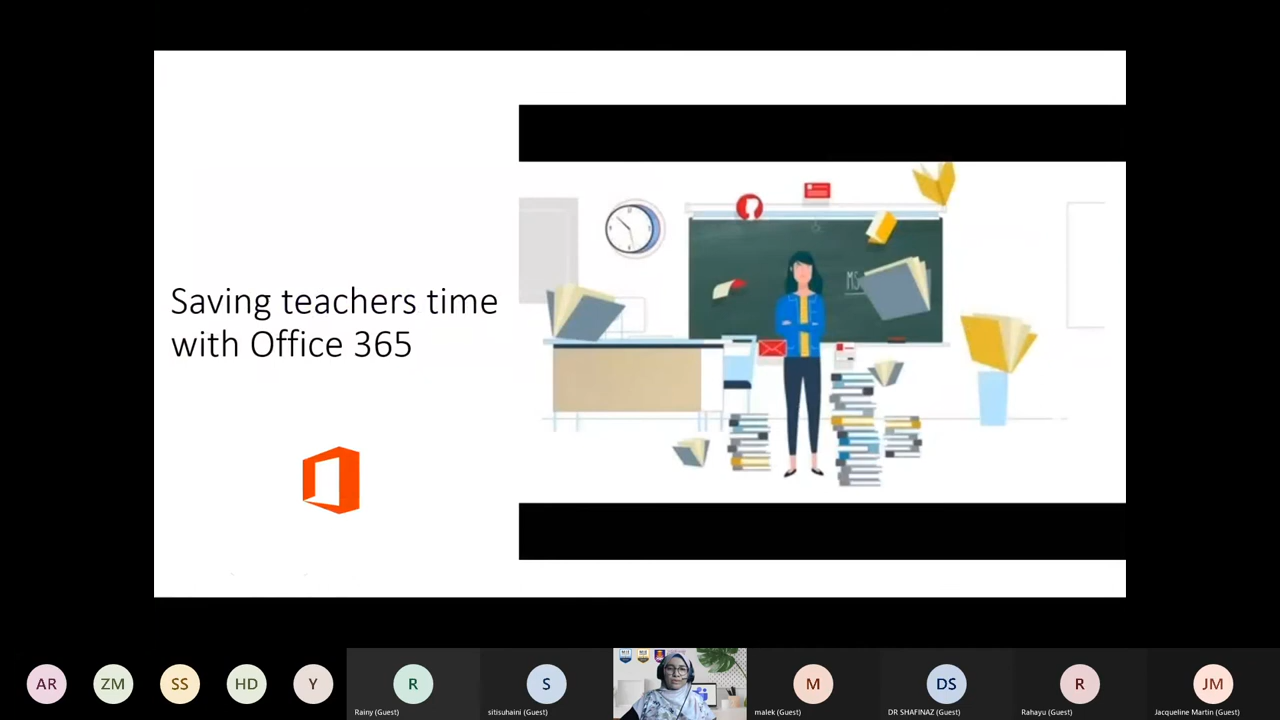 Saving teachers time
with Office 365
AR
ZM
SS
HD
Y
R
Rainy (Guest)
S
sitisuhaini (Guest)
M
malek (Guest)
DS
DR SHAFINAZ (Guest)
R
Rahayu (Guest)
JM
Jacqueline Martin (Guest)